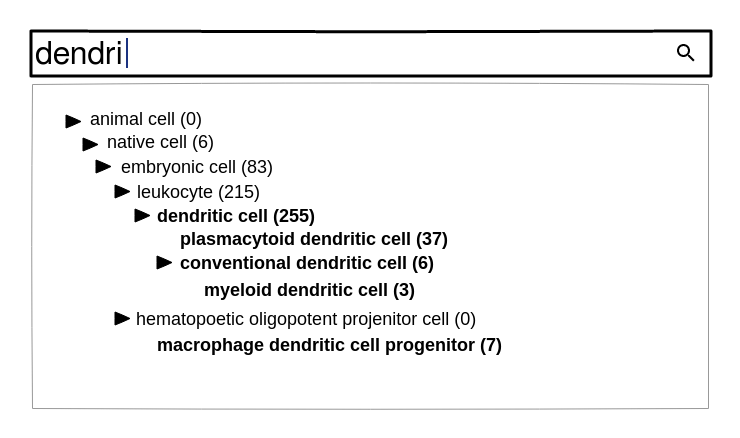 dendri
animal cell (0)
native cell (6)
embryonic cell (83)
leukocyte (215)
dendritic cell (255)
plasmacytoid dendritic cell (37)
conventional dendritic cell (6)
myeloid dendritic cell (3)
hematopoetic oligopotent projenitor cell (0)
macrophage dendritic cell progenitor (7)